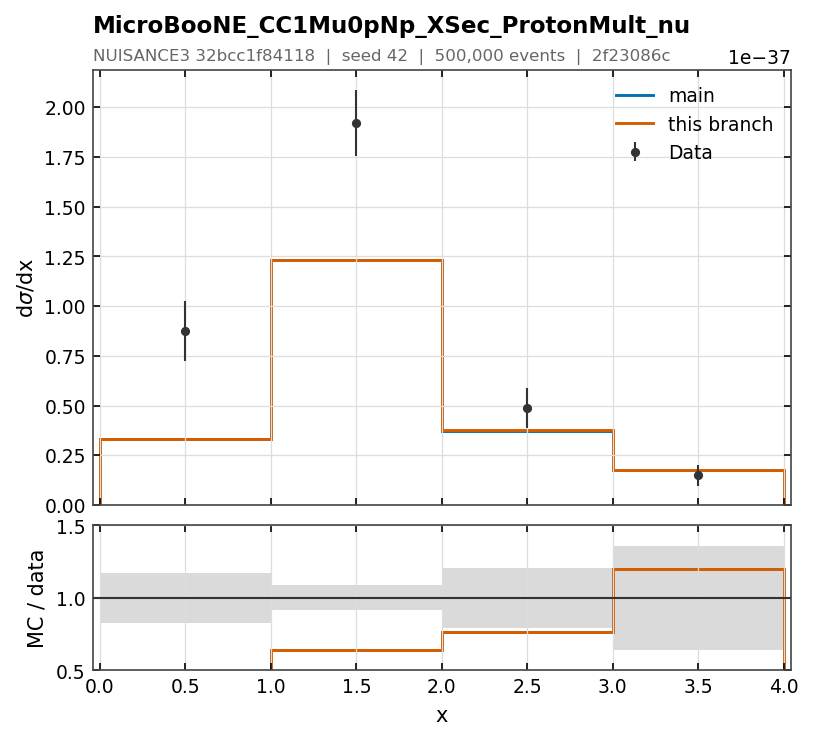 MicroBooNE_CC1Mu0pNp_XSec_ProtonMult_nu
NUISANCE3 32bcc1f84118 | seed 42 | 500,000 events | 2f23086c
1e−37
main
this branch
Data
dσ/dx
2.00
1.75
1.50
1.25
1.00
0.75
0.50
0.25
0.00
MC / data
1.5
1.0
0.5
0.0 0.5 1.0 1.5 2.0 2.5 3.0 3.5 4.0
x